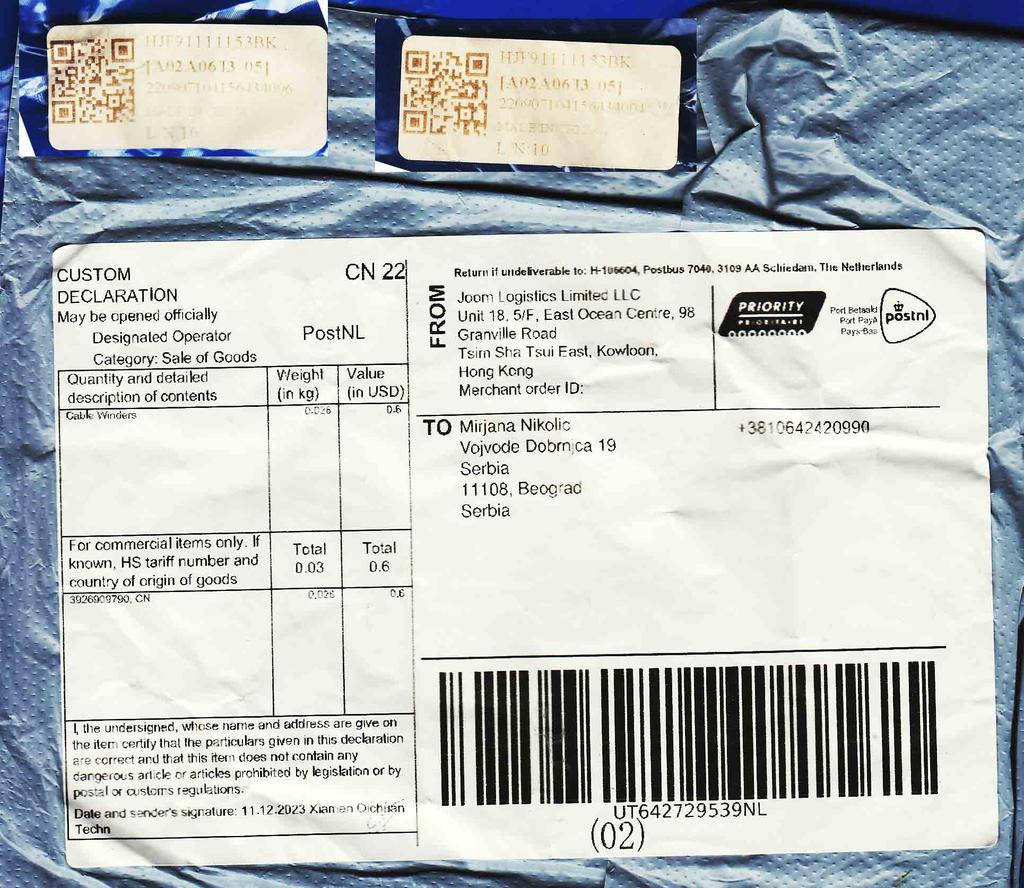 HJF91111153BK
[A02A06T3 05]
L N:10
HJF91111153BK
[A02A06T3 05]
MADE IN
L N:10
CUSTOM
DECLARATION
CN 22
May be opened officially
Designated Operator
PostNL
Category: Sale of Goods
Quantity and detailed
description of contents
Weight
(in kg)
Value
(in USD)
Cable Winders
0.026
0.6
For commercial items only. If
known, HS tariff number and
country of origin of goods
Total
0.03
Total
0.6
3926909790, CN
0.026
0.6
I, the undersigned, whose name and address are give on
the item certify that the particulars given in this declaration
are correct and that this item does not contain any
dangerous article or articles prohibited by legislation or by
postal or customs regulations.
Date and sender's signature: 11.12.2023 Xiamen Qichuan
Techn
Return if undeliverable to: H-106604, Postbus 7040, 3109 AA Schiedam, The Netherlands
FROM
Joom Logistics Limited LLC
Unit 18, 5/F, East Ocean Centre, 98
Granville Road
Tsim Sha Tsui East, Kowloon,
Hong Kong
Merchant order ID:
PRIORITY
Port Betaald
Port Payé
Pays-Bas
postnl
TO
Mirjana Nikolic
Vojvode Dobrnjca 19
Serbia
11108, Beograd
Serbia
+3810642420990
UT642729539NL
(02)